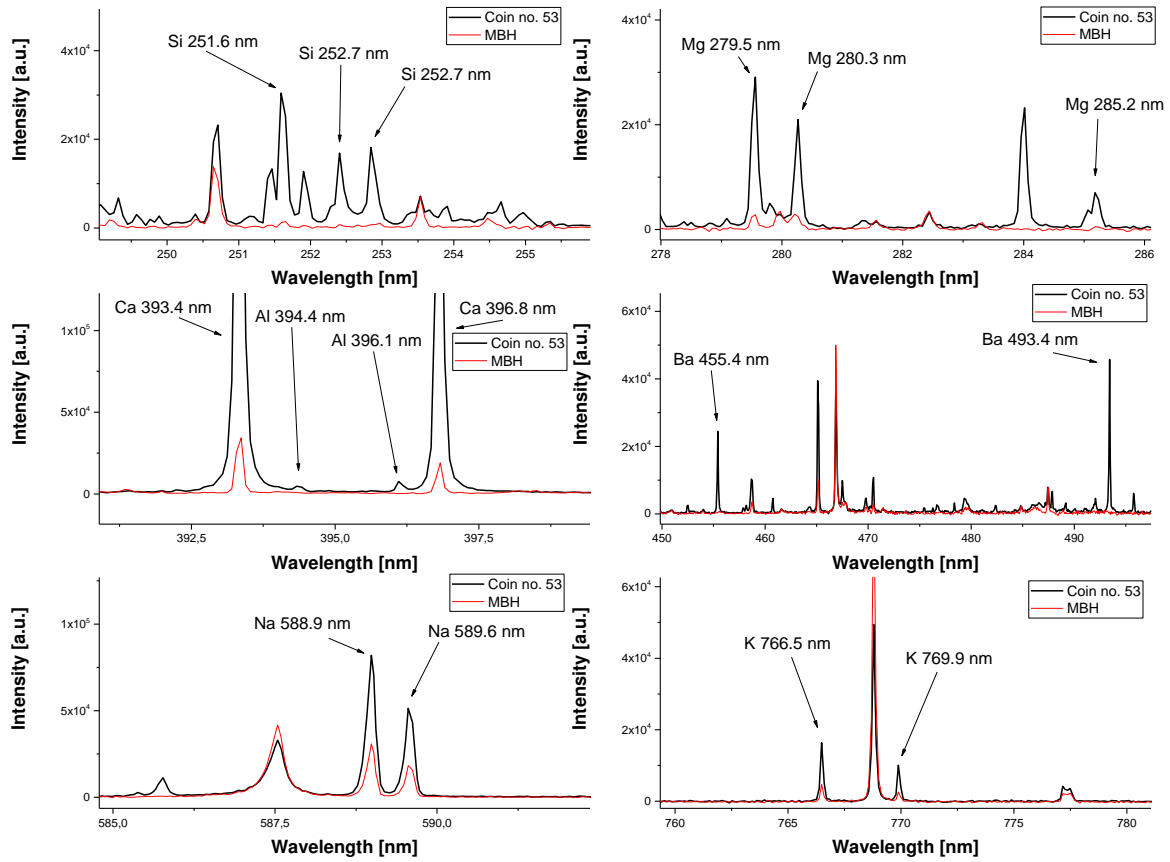 Coin no. 53
MBH
Si 251.6 nm
Si 252.7 nm
Si 252.7 nm
Intensity [a.u.]
4x10⁴
2x10⁴
0
250
251
252
253
254
255
Wavelength [nm]
Coin no. 53
MBH
Mg 279.5 nm
Mg 280.3 nm
Mg 285.2 nm
Intensity [a.u.]
4x10⁴
2x10⁴
0
278
280
282
284
286
Wavelength [nm]
Ca 393.4 nm
Al 394.4 nm
Al 396.1 nm
Ca 396.8 nm
Coin no. 53
MBH
Intensity [a.u.]
1x10⁵
5x10⁴
0
392,5
395,0
397,5
Wavelength [nm]
Coin no. 53
MBH
Ba 455.4 nm
Ba 493.4 nm
Intensity [a.u.]
6x10⁴
4x10⁴
2x10⁴
0
450
460
470
480
490
Wavelength [nm]
Coin no. 53
MBH
Na 588.9 nm
Na 589.6 nm
Intensity [a.u.]
1x10⁵
5x10⁴
0
585,0
587,5
590,0
Wavelength [nm]
Coin no. 53
MBH
K 766.5 nm
K 769.9 nm
Intensity [a.u.]
6x10⁴
4x10⁴
2x10⁴
0
760
765
770
775
780
Wavelength [nm]